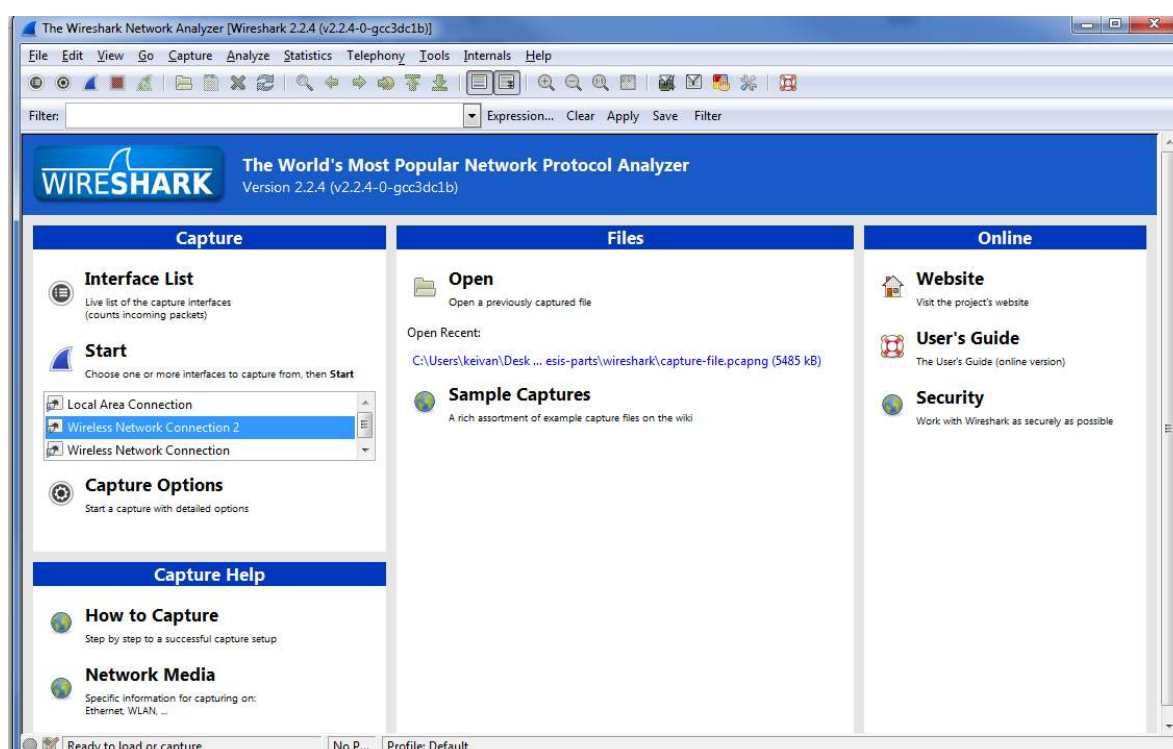 The Wireshark Network Analyzer [Wireshark 2.2.4 (v2.2.4-0-gcc3dc1b)]
File Edit View Go Capture Analyze Statistics Telephony Tools Internals Help
Filter: Expression... Clear Apply Save Filter
WIRESHARK
The World's Most Popular Network Protocol Analyzer
Version 2.2.4 (v2.2.4-0-gcc3dc1b)
Capture
Interface List
Live list of the capture interfaces
(counts incoming packets)
Start
Choose one or more interfaces to capture from, then Start
Local Area Connection
Wireless Network Connection 2
Wireless Network Connection
Capture Options
Start a capture with detailed options
Capture Help
How to Capture
Step by step to a successful capture setup
Network Media
Specific information for capturing on:
Ethernet, WLAN, ...
Files
Open
Open a previously captured file
Open Recent:
C:\Users\keivan\Desk ... esis-parts\wireshark\capture-file.pcapng (5485 kB)
Sample Captures
A rich assortment of example capture files on the wiki
Online
Website
Visit the project's website
User's Guide
The User's Guide (online version)
Security
Work with Wireshark as securely as possible
Ready to load or capture No P... Profile: Default